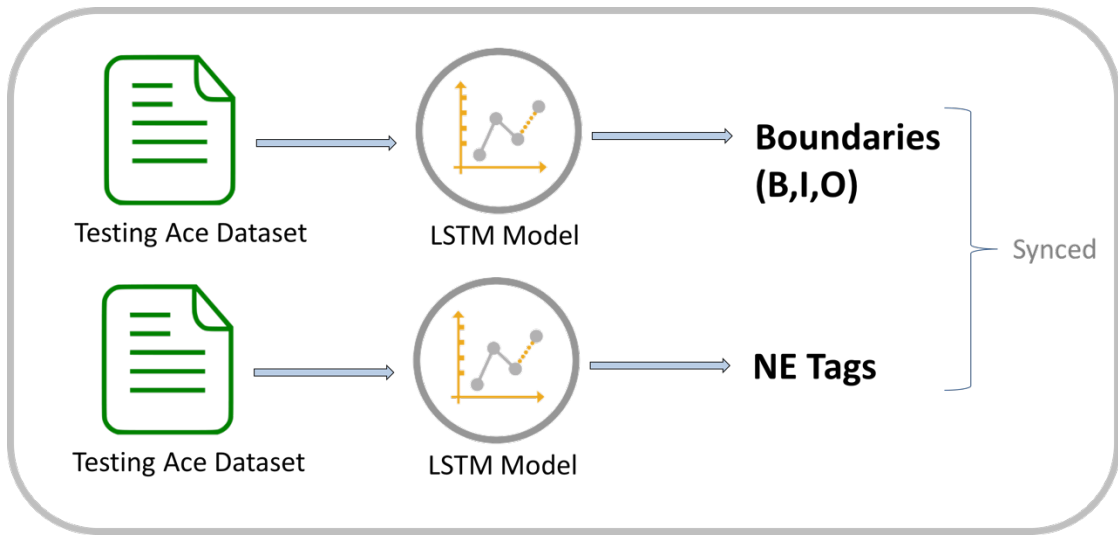 Testing Ace Dataset
LSTM Model
Boundaries
(B,I,O)
Synced
Testing Ace Dataset
LSTM Model
NE Tags